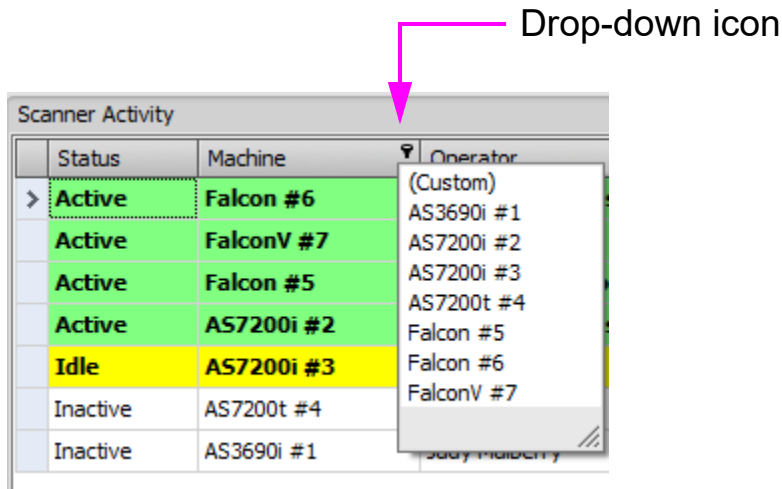 Drop-down icon
Scanner Activity
Status Machine Operator
Active Falcon #6
Active FalconV #7
Active Falcon #5
Active AS7200i #2
Idle AS7200i #3
Inactive AS7200t #4
Inactive AS3690i #1 Judy Mulberry
(Custom)
AS3690i #1
AS7200i #2
AS7200i #3
AS7200t #4
Falcon #5
Falcon #6
FalconV #7